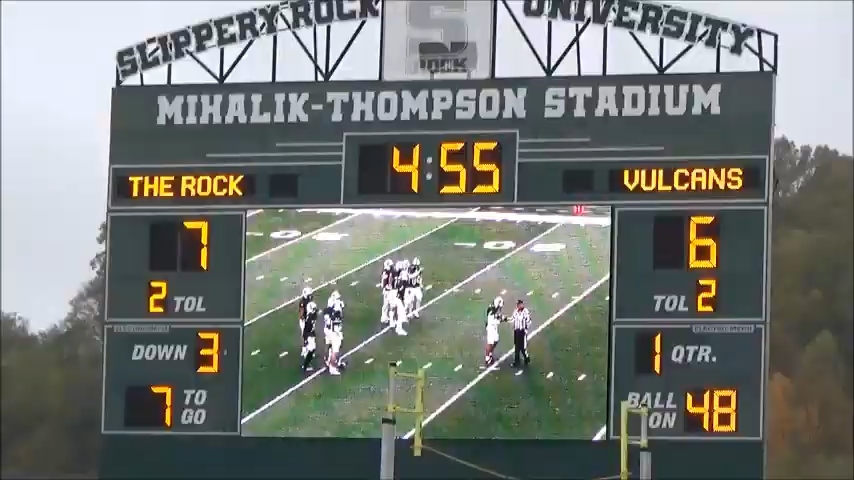 SLIPPERY ROCK UNIVERSITY
S
ROCK
MIHALIK-THOMPSON STADIUM
4:55
THE ROCK
VULCANS
7
6
2 TOL
TOL 2
DOWN 3
1 QTR.
7 TO GO
BALL ON 48